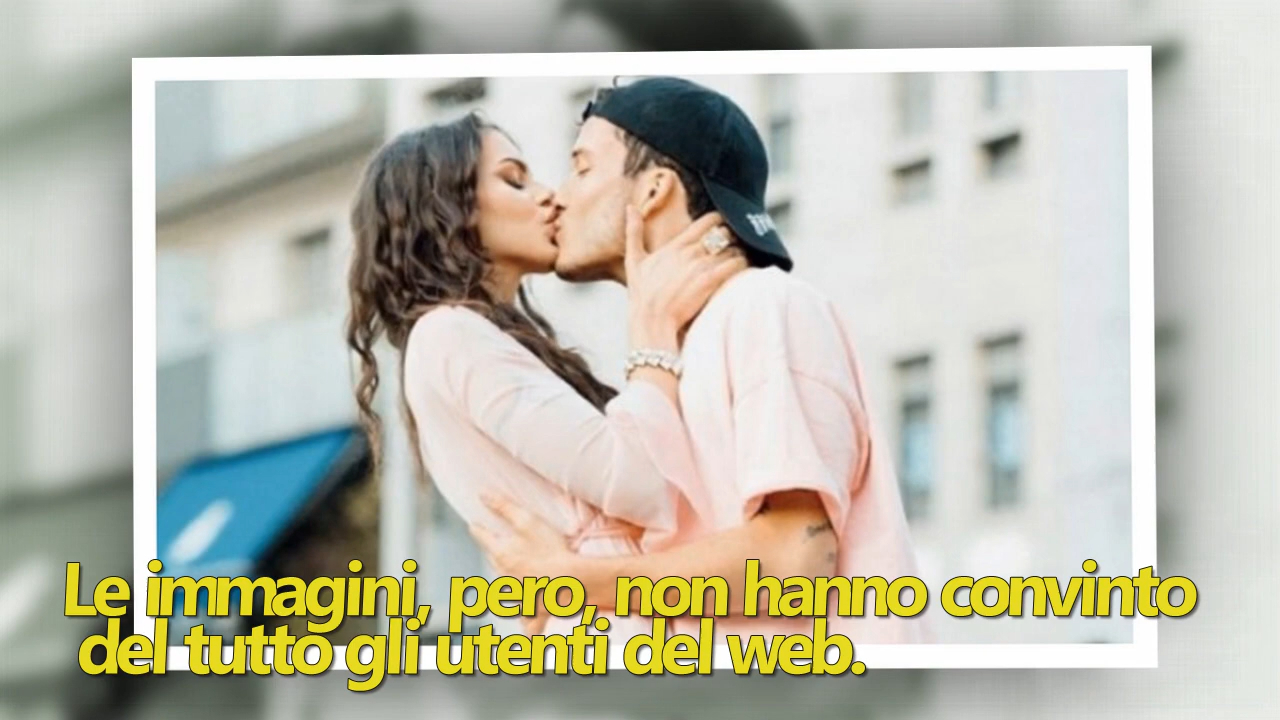 Le immagini, pero, non hanno convinto
del tutto gli utenti del web.